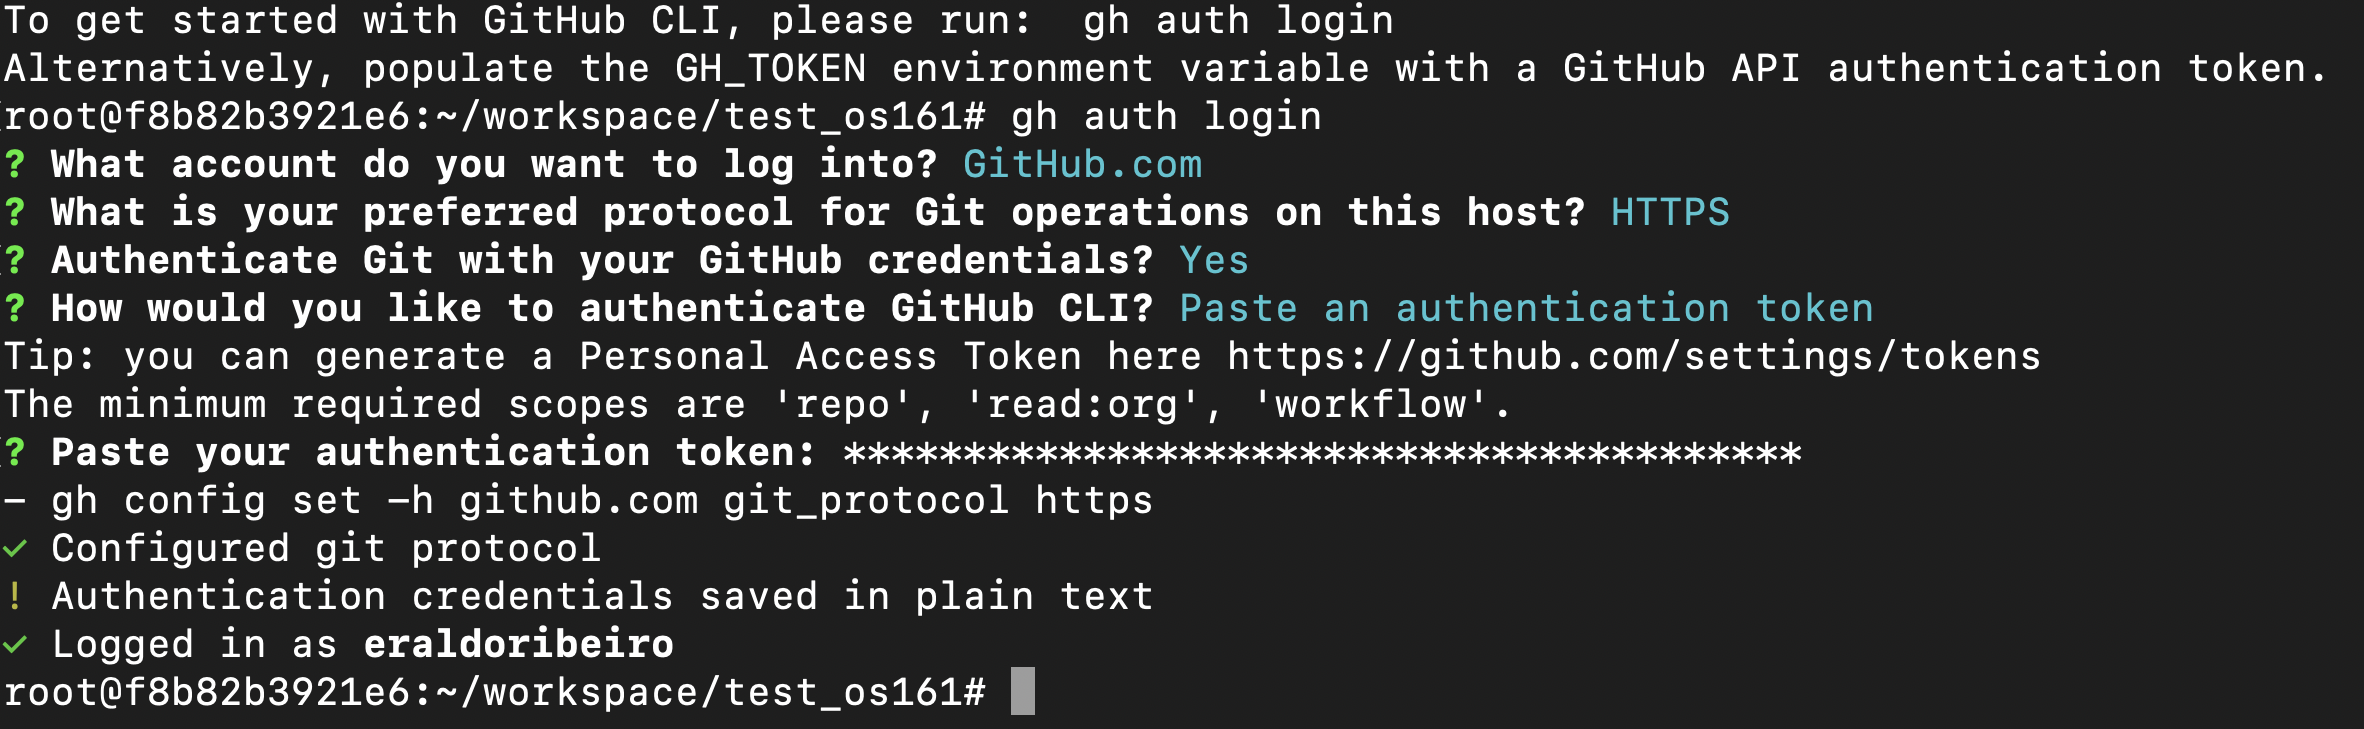 To get started with GitHub CLI, please run:  gh auth login
Alternatively, populate the GH_TOKEN environment variable with a GitHub API authentication token.
root@f8b82b3921e6:~/workspace/test_os161# gh auth login
? What account do you want to log into? GitHub.com
? What is your preferred protocol for Git operations on this host? HTTPS
? Authenticate Git with your GitHub credentials? Yes
? How would you like to authenticate GitHub CLI? Paste an authentication token
Tip: you can generate a Personal Access Token here https://github.com/settings/tokens
The minimum required scopes are 'repo', 'read:org', 'workflow'.
? Paste your authentication token: ****************************************
- gh config set -h github.com git_protocol https
✓ Configured git protocol
! Authentication credentials saved in plain text
✓ Logged in as eraldoribeiro
root@f8b82b3921e6:~/workspace/test_os161#